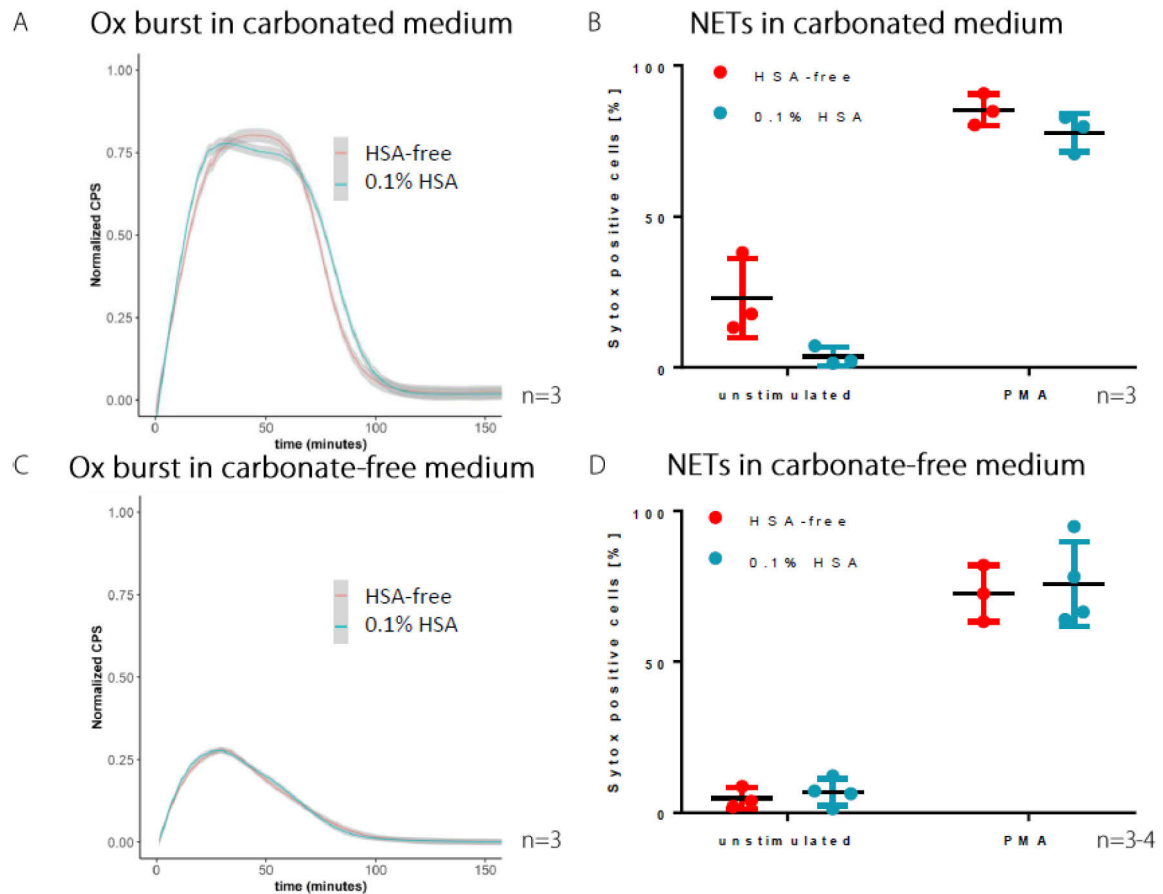 A
Ox burst in carbonated medium
1.00
0.75
0.50
0.25
0.00
Normalized CPS
HSA-free
0.1% HSA
0
50
100
150
time (minutes)
n=3
B
NETs in carbonated medium
100
50
0
Sytox positive cells [%]
HSA-free
0.1% HSA
unstimulated
PMA
n=3
C
Ox burst in carbonate-free medium
1.00
0.75
0.50
0.25
0.00
Normalized CPS
HSA-free
0.1% HSA
0
50
100
150
time (minutes)
n=3
D
NETs in carbonate-free medium
100
50
0
Sytox positive cells [%]
HSA-free
0.1% HSA
unstimulated
PMA
n=3-4